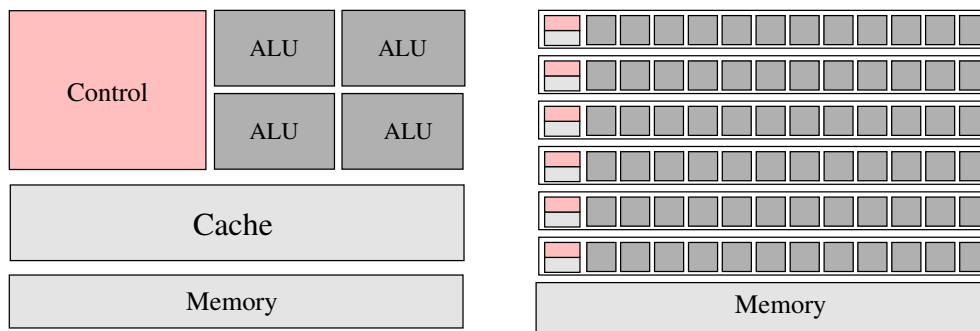 Control
ALU
ALU
ALU
ALU
Cache
Memory
Memory